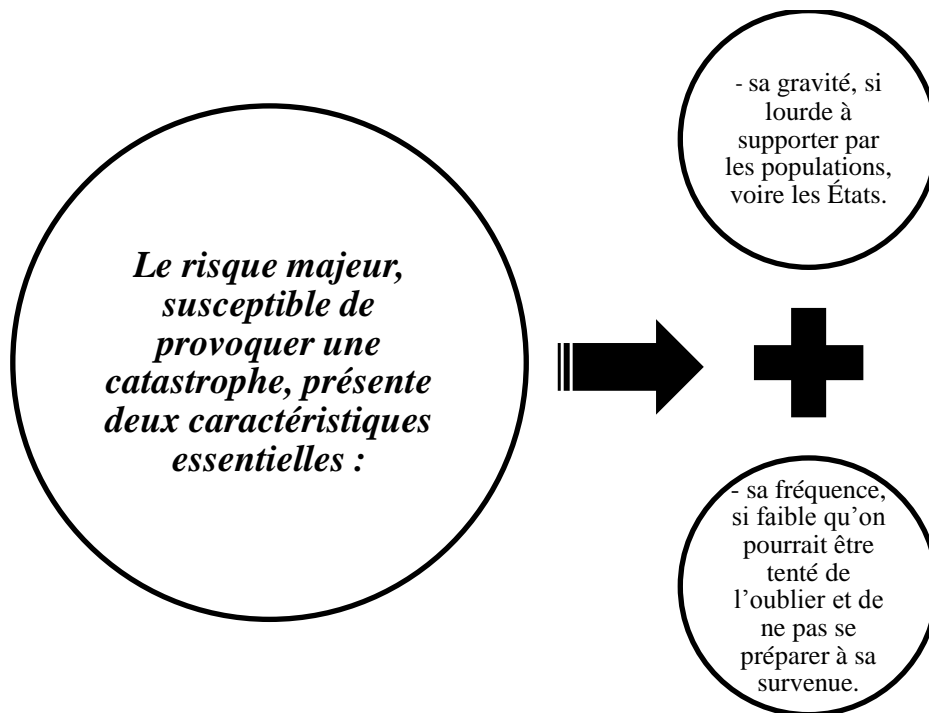 Le risque majeur,
susceptible de
provoquer une
catastrophe, présente
deux caractéristiques
essentielles :
- sa gravité, si
lourde à
supporter par
les populations,
voire les États.
- sa fréquence,
si faible qu’on
pourrait être
tenté de
l’oublier et de
ne pas se
préparer à sa
survenue.